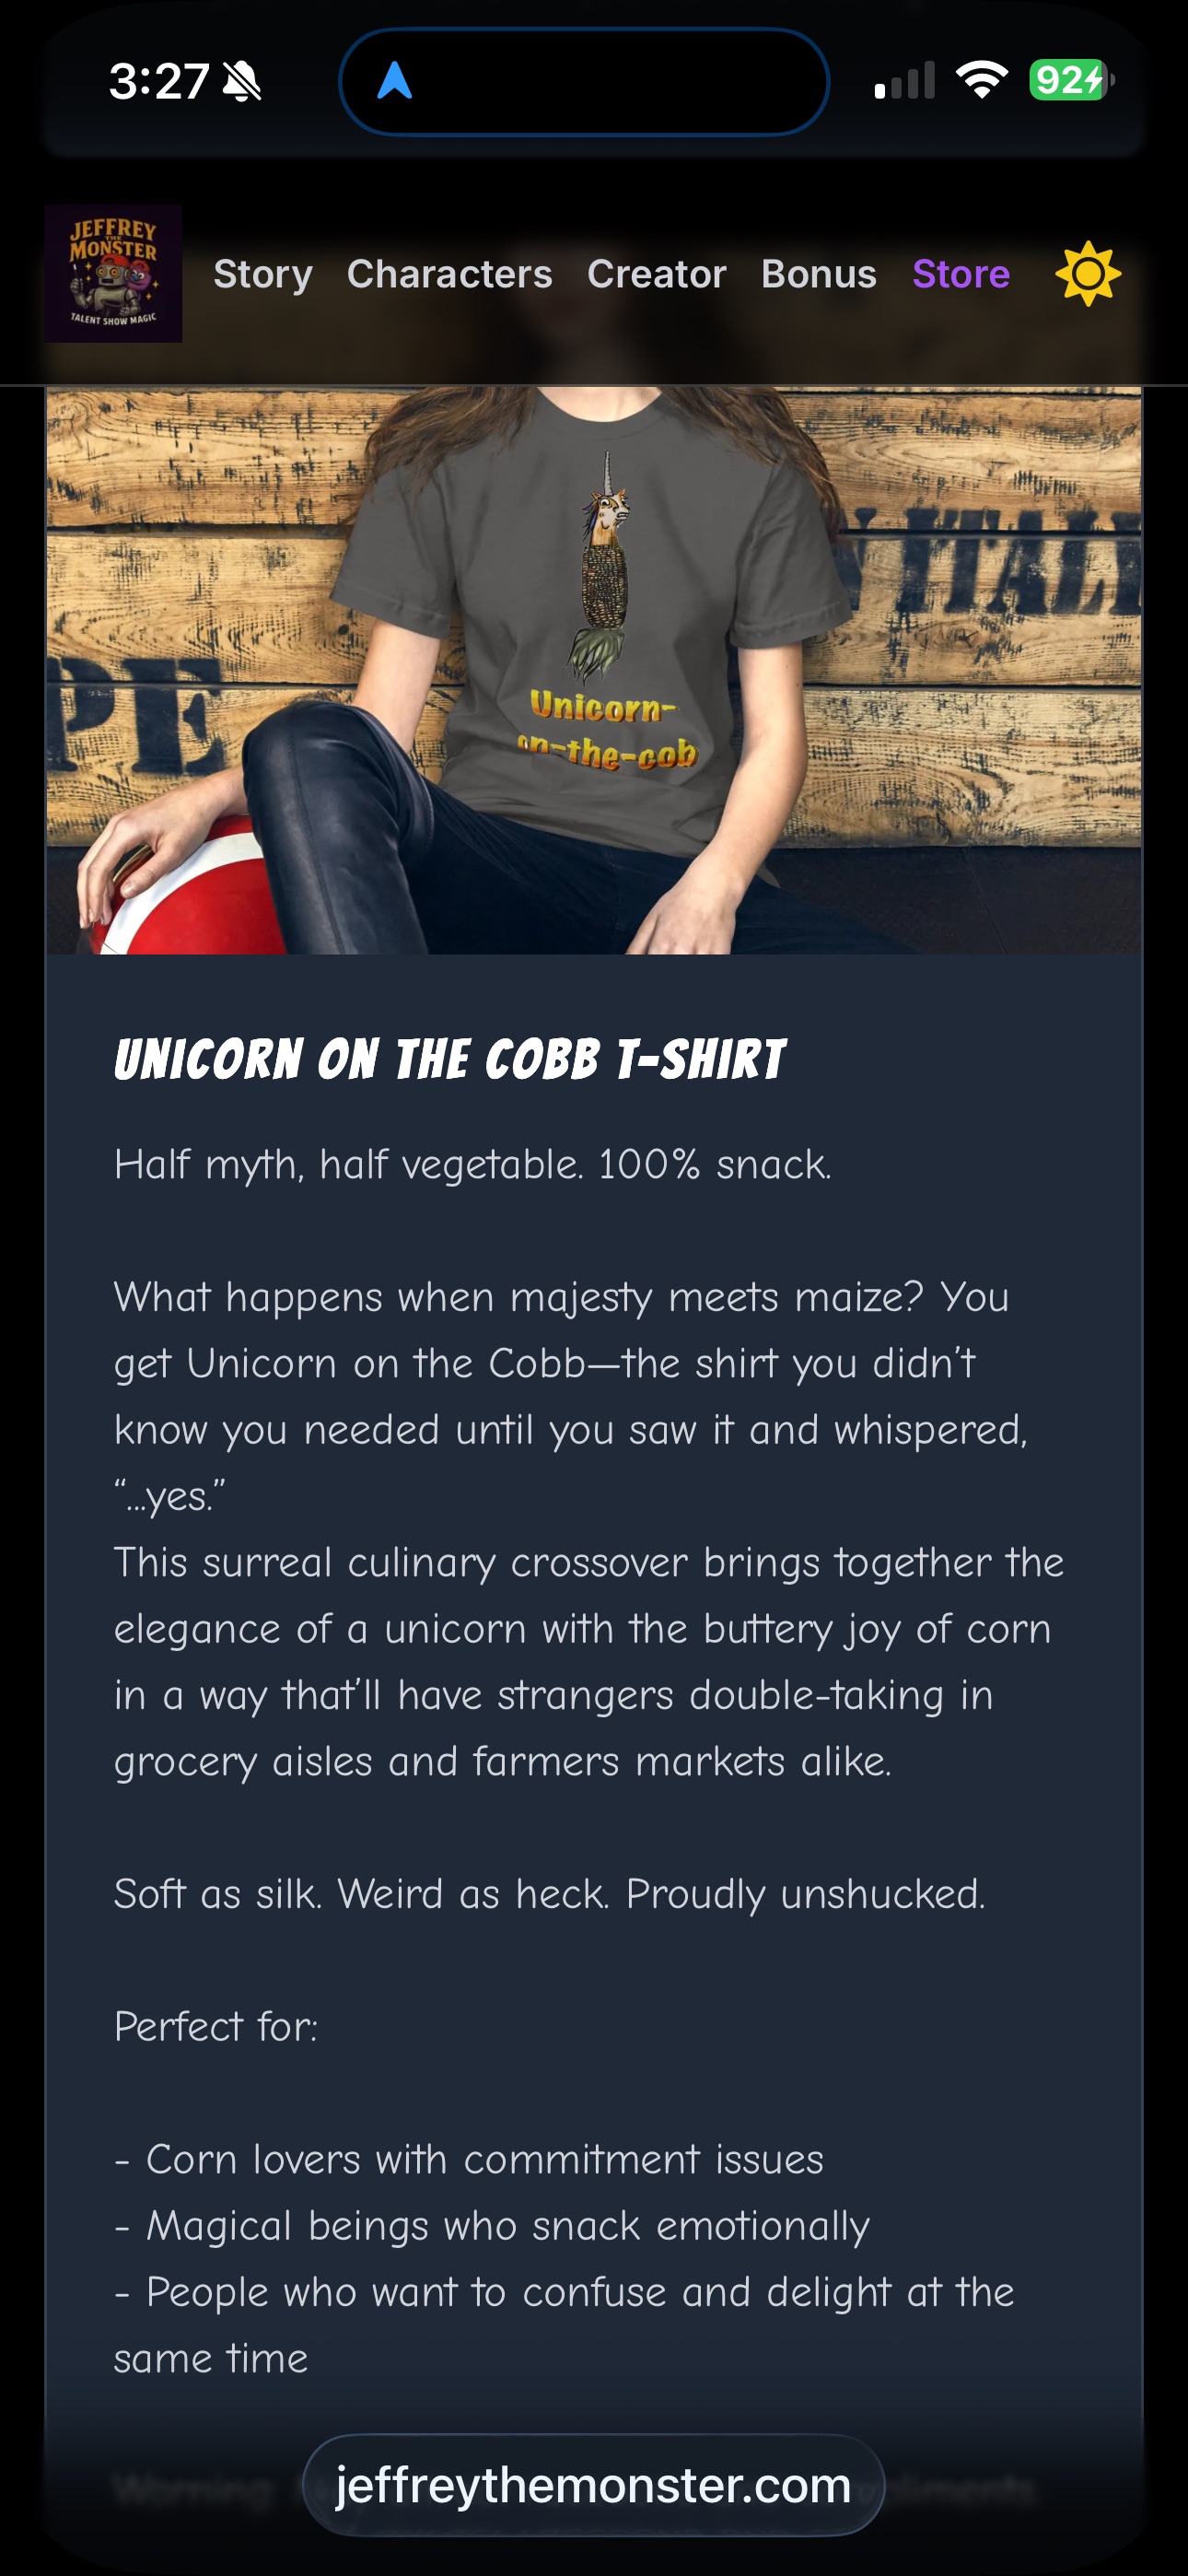 3:27
92
JEFFREY
THE
MONSTER
TALENT SHOW MAGIC
Story Characters Creator Bonus Store
PE
Unicorn-
on-the-cob
UNICORN ON THE COBB T-SHIRT
Half myth, half vegetable. 100% snack.
What happens when majesty meets maize? You
get Unicorn on the Cobb—the shirt you didn’t
know you needed until you saw it and whispered,
“...yes.”
This surreal culinary crossover brings together the
elegance of a unicorn with the buttery joy of corn
in a way that’ll have strangers double-taking in
grocery aisles and farmers markets alike.
Soft as silk. Weird as heck. Proudly unshucked.
Perfect for:
- Corn lovers with commitment issues
- Magical beings who snack emotionally
- People who want to confuse and delight at the
same time
jeffreythemonster.com